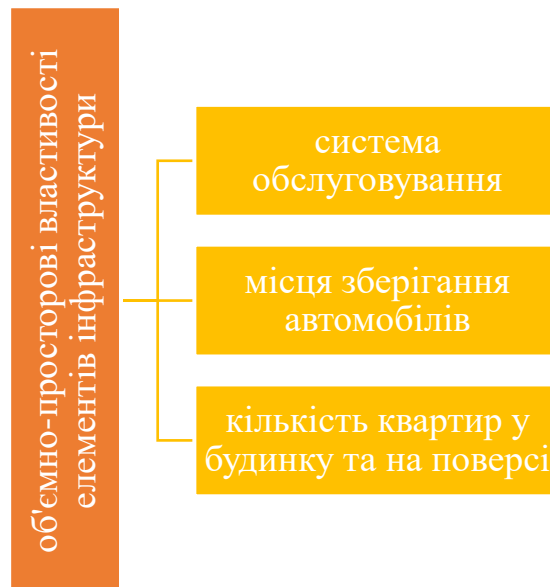 об'ємно-просторові властивості
елементів інфраструктури
система
обслуговування
місця зберігання
автомобілів
кількість квартир у
будинку та на поверсі